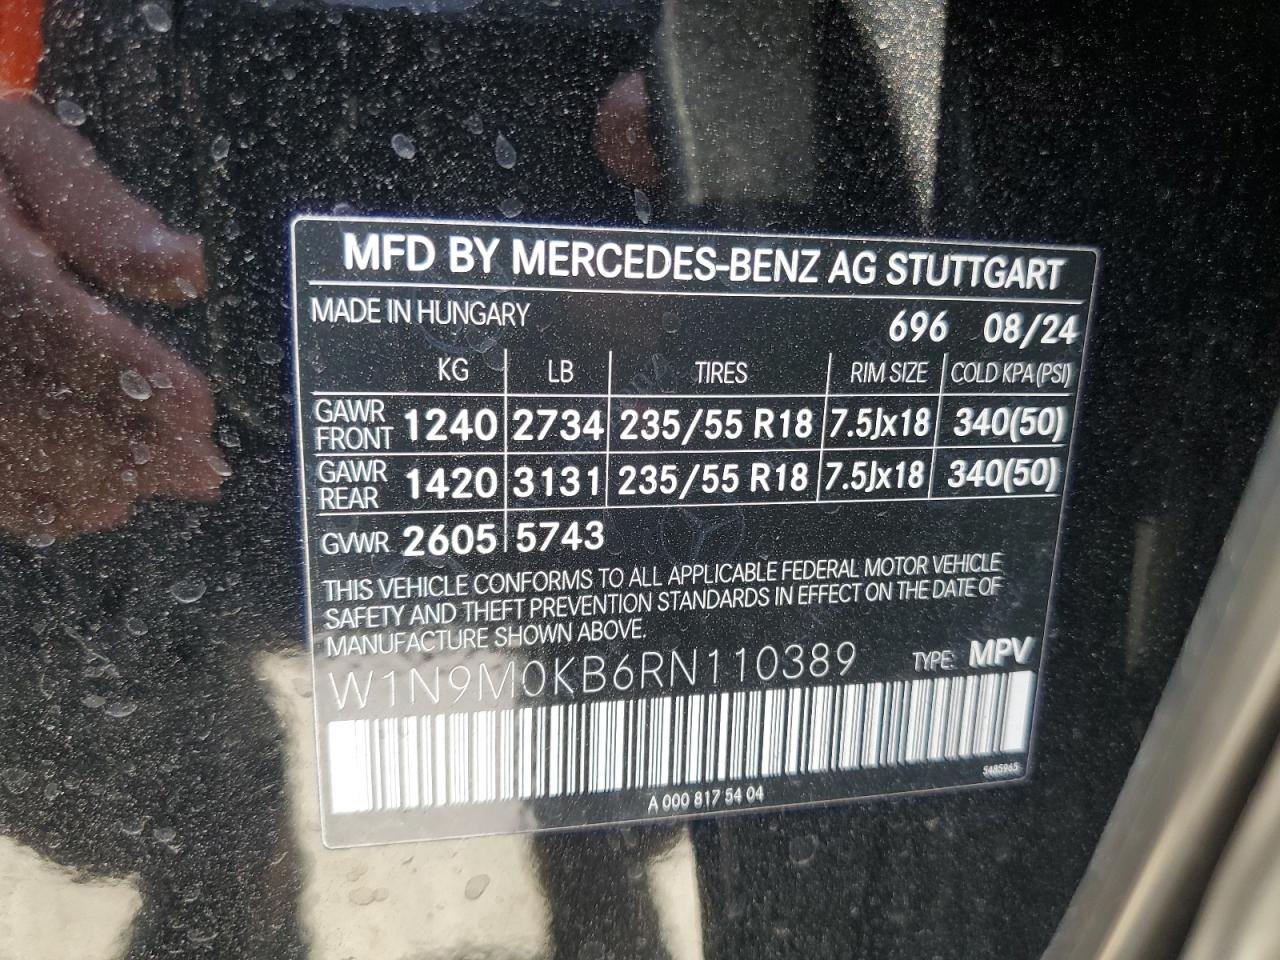 MFD BY MERCEDES-BENZ AG STUTTGART
MADE IN HUNGARY
696 08/24
KG LB TIRES RIM SIZE COLD KPA (PSI)
GAWR FRONT 1240 2734 235/55 R18 7.5Jx18 340(50)
GAWR REAR 1420 3131 235/55 R18 7.5Jx18 340(50)
GVWR 2605 5743
THIS VEHICLE CONFORMS TO ALL APPLICABLE FEDERAL MOTOR VEHICLE
SAFETY AND THEFT PREVENTION STANDARDS IN EFFECT ON THE DATE OF
MANUFACTURE SHOWN ABOVE.
W1N9M0KB6RN110389 TYPE: MPV
5485965
A 000 817 54 04